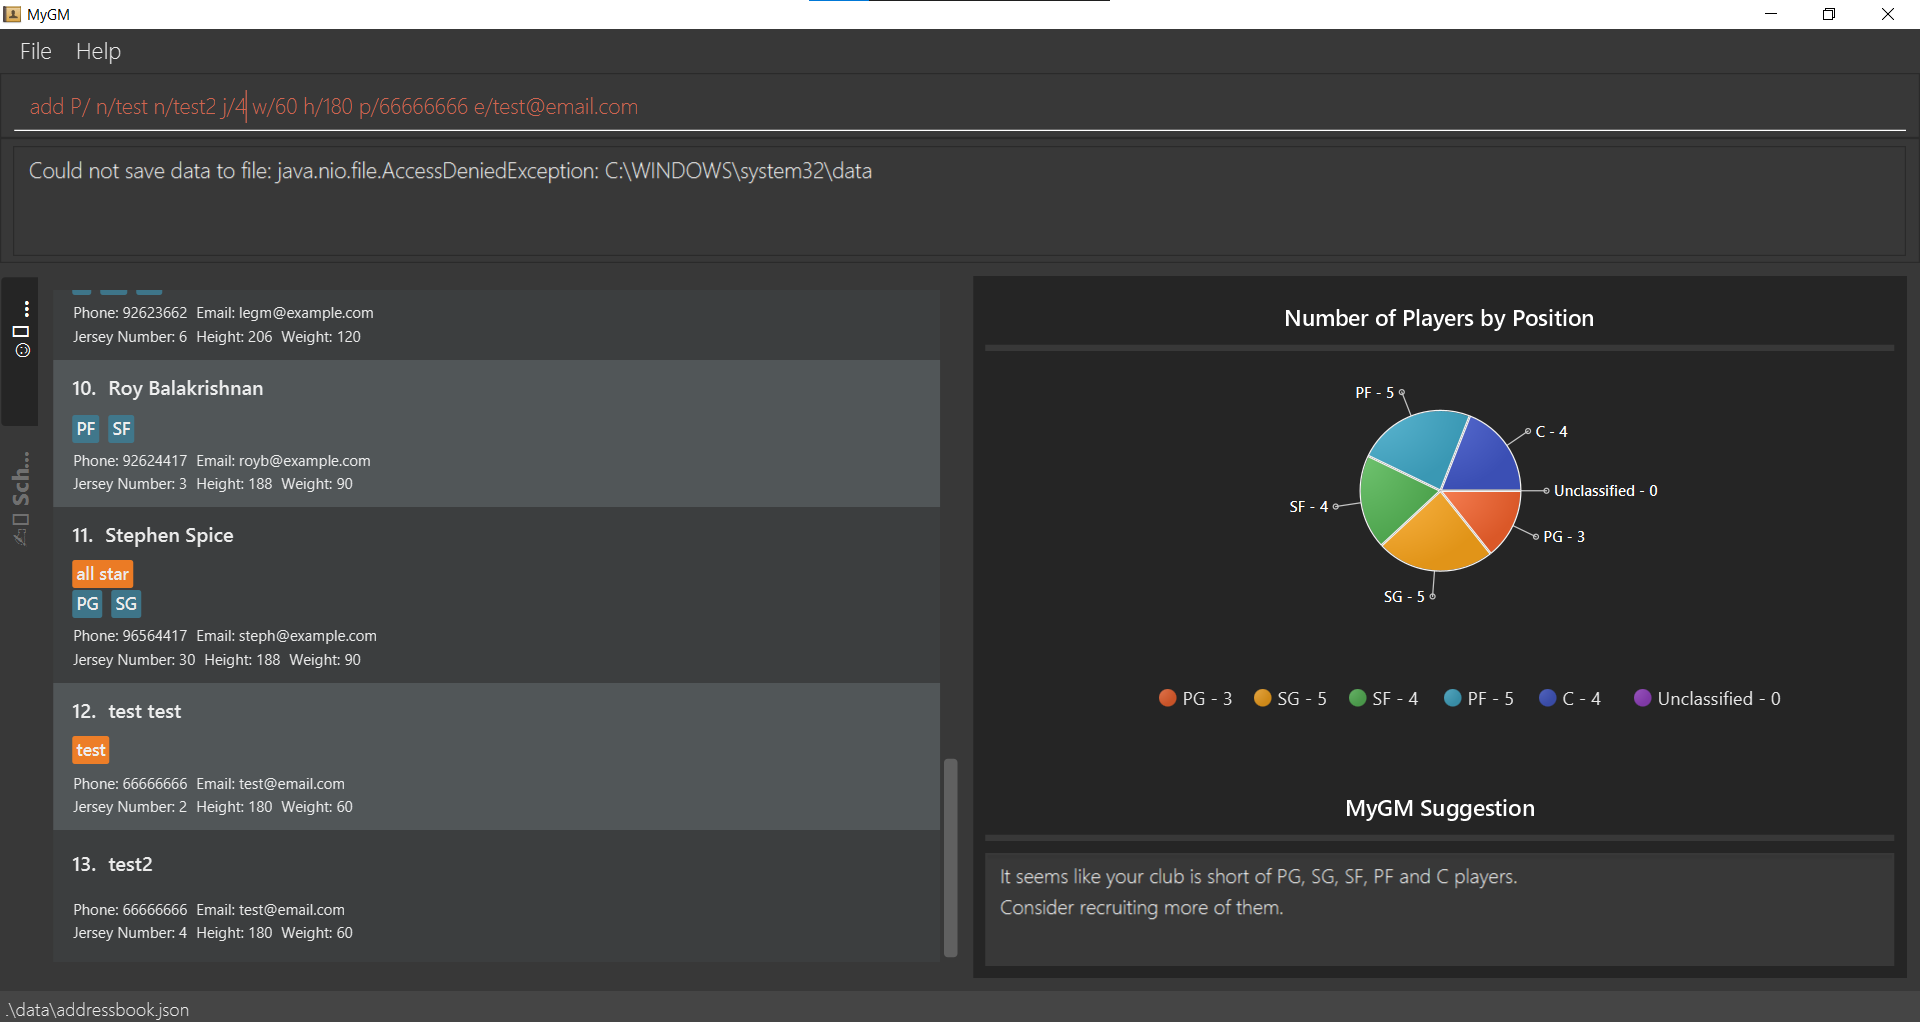 MyGM
File Help
add P/ n/test n/test2 j/4 w/60 h/180 p/66666666 e/test@email.com
Could not save data to file: java.nio.file.AccessDeniedException: C:\WINDOWS\system32\data
...
Sch...
Phone: 92623662 Email: legm@example.com
Jersey Number: 6 Height: 206 Weight: 120
10. Roy Balakrishnan
PF SF
Phone: 92624417 Email: royb@example.com
Jersey Number: 3 Height: 188 Weight: 90
11. Stephen Spice
all star
PG SG
Phone: 96564417 Email: steph@example.com
Jersey Number: 30 Height: 188 Weight: 90
12. test test
test
Phone: 66666666 Email: test@email.com
Jersey Number: 2 Height: 180 Weight: 60
13. test2
Phone: 66666666 Email: test@email.com
Jersey Number: 4 Height: 180 Weight: 60
Number of Players by Position
PF - 5
C - 4
Unclassified - 0
SF - 4
PG - 3
SG - 5
PG - 3 SG - 5 SF - 4 PF - 5 C - 4 Unclassified - 0
MyGM Suggestion
It seems like your club is short of PG, SG, SF, PF and C players.
Consider recruiting more of them.
.\data\addressbook.json